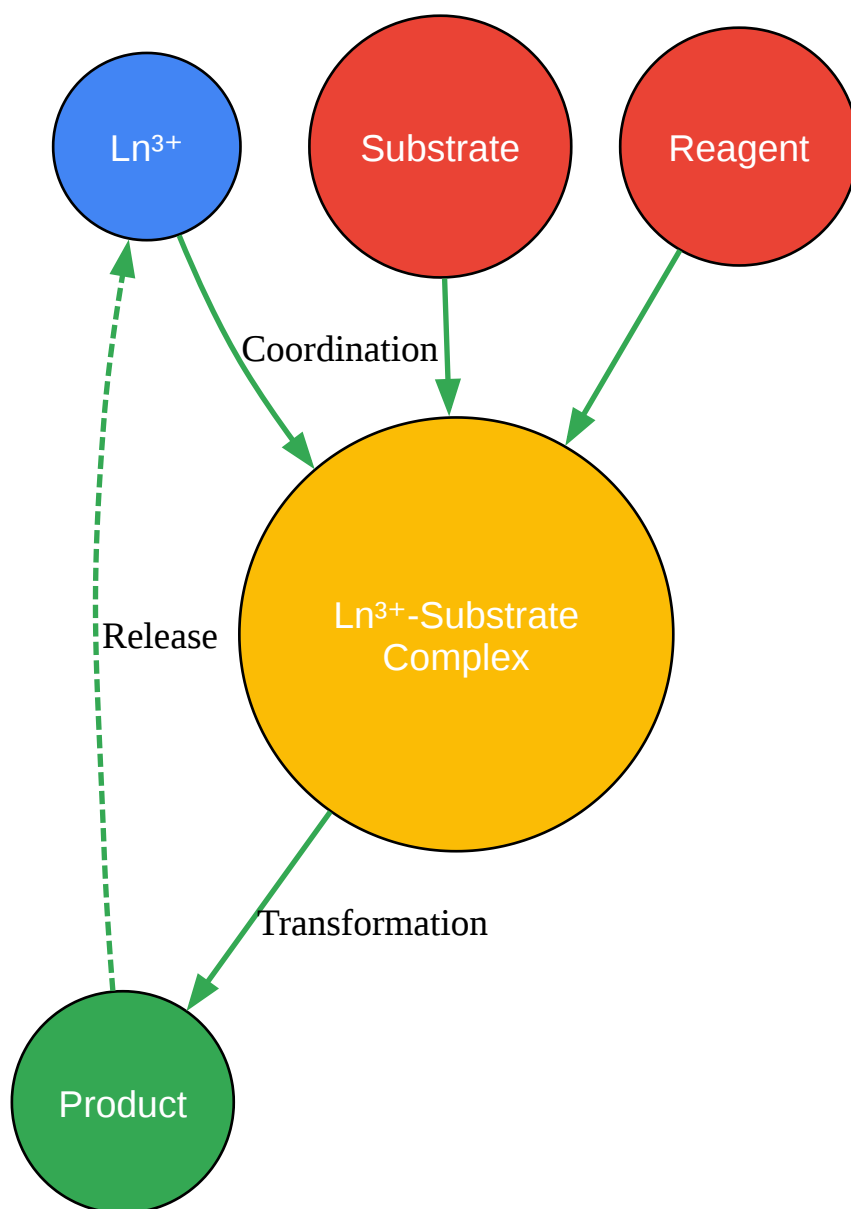 Ln³⁺
Substrate
Reagent
Coordination
Ln³⁺-Substrate
Complex
Release
Transformation
Product